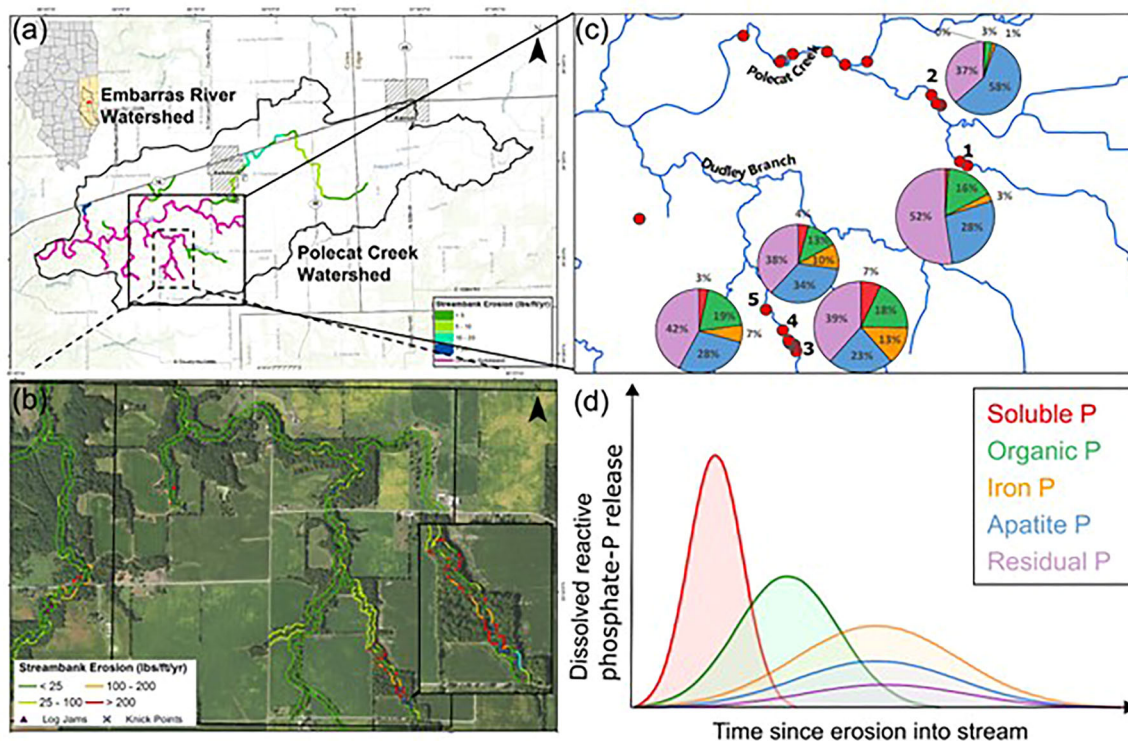 (a)
Embarras River
Watershed
Polecat Creek
Watershed
Streambank Erosion (lbs/ft/yr)
< 5
5 - 10
(b)
Streambank Erosion (lbs/ft/yr)
< 25
100 - 200
25 - 100
> 200
Log Jams
Knick Points
(c)
Polecat Creek
Dudley Branch
2
0%
3%
1%
37%
58%
1
16%
3%
52%
28%
4%
13%
10%
38%
34%
5
4
3
3%
19%
7%
42%
28%
7%
18%
13%
39%
23%
(d)
Dissolved reactive
phosphate-P release
Time since erosion into stream
Soluble P
Organic P
Iron P
Apatite P
Residual P